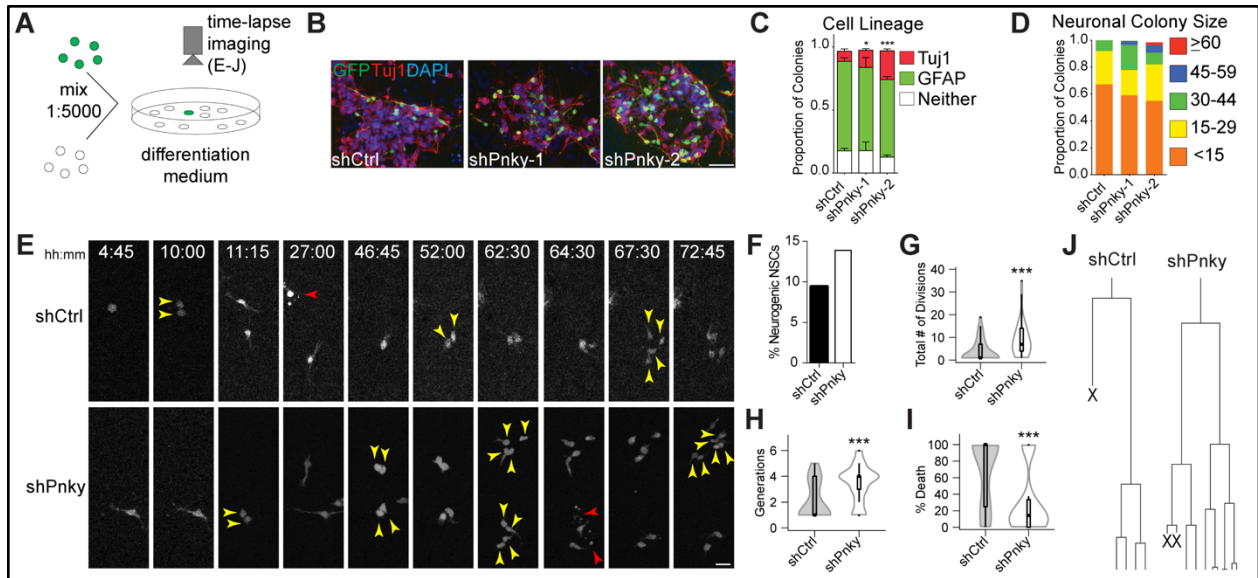 A
time-lapse
imaging
(E-J)
mix
1:5000
differentiation
medium
B
GFPTuj1DAPI
shCtrl
shPnky-1
shPnky-2
C
Cell Lineage
Proportion of Colonies
1.0
0.5
0.0
* ***
Tuj1
GFAP
Neither
shCtrl
shPnky-1
shPnky-2
D
Neuronal Colony Size
Proportion of Colonies
1.0
0.8
0.6
0.4
0.2
0.0
≥60
45-59
30-44
15-29
<15
shCtrl
shPnky-1
shPnky-2
E
hh:mm 4:45 10:00 11:15 27:00 46:45 52:00 62:30 64:30 67:30 72:45
shCtrl
shPnky
F
% Neurogenic NSCs
15
10
5
0
shCtrl
shPnky
G
Total # of Divisions
40
30
20
10
0
***
shCtrl
shPnky
H
Generations
6
5
4
3
2
1
0
***
shCtrl
shPnky
I
% Death
100
80
60
40
20
0
***
shCtrl
shPnky
J
shCtrl
shPnky
X
XX